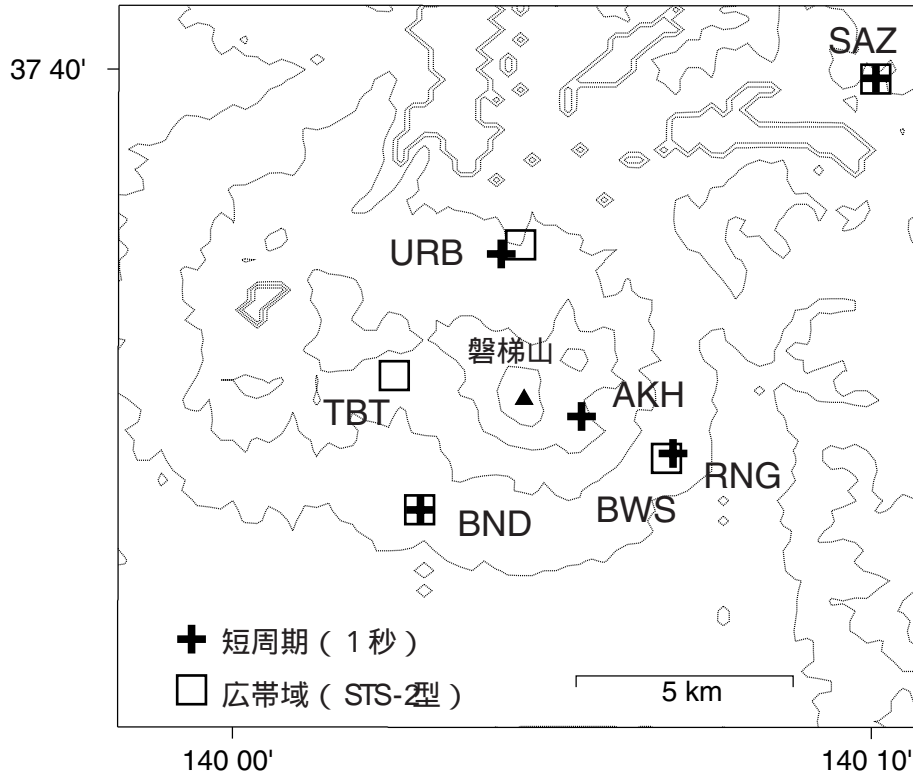 SAZ
37 40'
URB
磐梯山
AKH
TBT
RNG
BWS
BND
短周期（1秒）
広帯域（STS-2型）
5 km
140 00'
140 10'